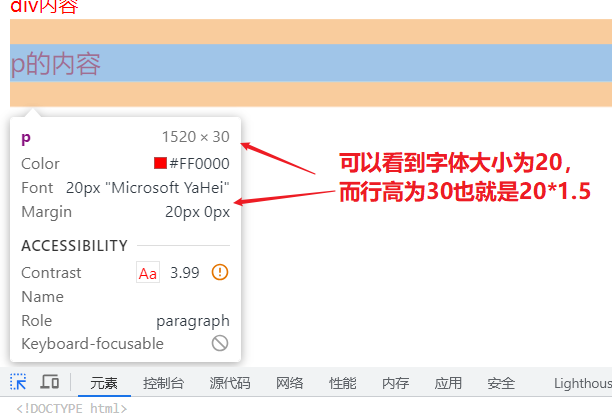 div内容
p的内容
p 1520 × 30
Color #FF0000
Font 20px "Microsoft YaHei"
Margin 20px 0px
ACCESSIBILITY
Contrast Aa 3.99
Name
Role paragraph
Keyboard-focusable
可以看到字体大小为20，
而行高为30也就是20*1.5
元素 控制台 源代码 网络 性能 内存 应用 安全 Lighthous
<!DOCTYPE html>